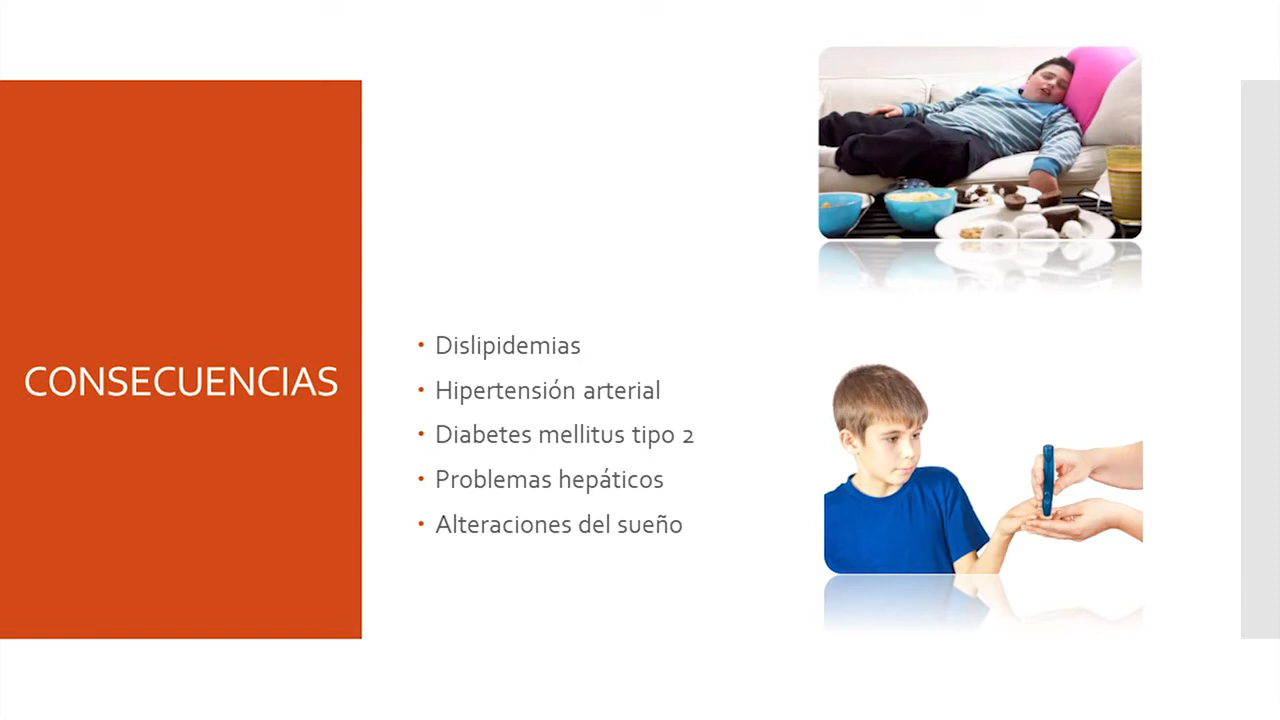 CONSECUENCIAS
• Dislipidemias
• Hipertensión arterial
• Diabetes mellitus tipo 2
• Problemas hepáticos
• Alteraciones del sueño